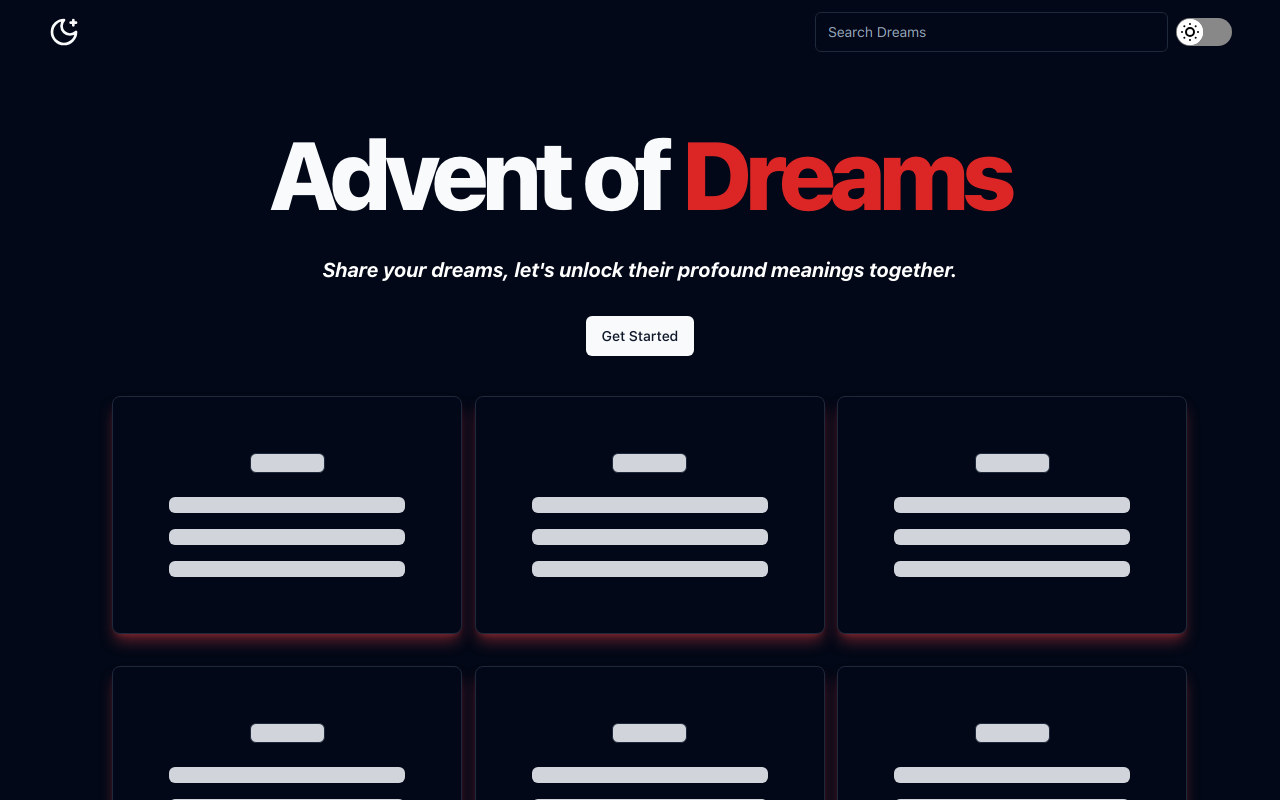 Search Dreams
Advent of Dreams
Share your dreams, let's unlock their profound meanings together.
Get Started